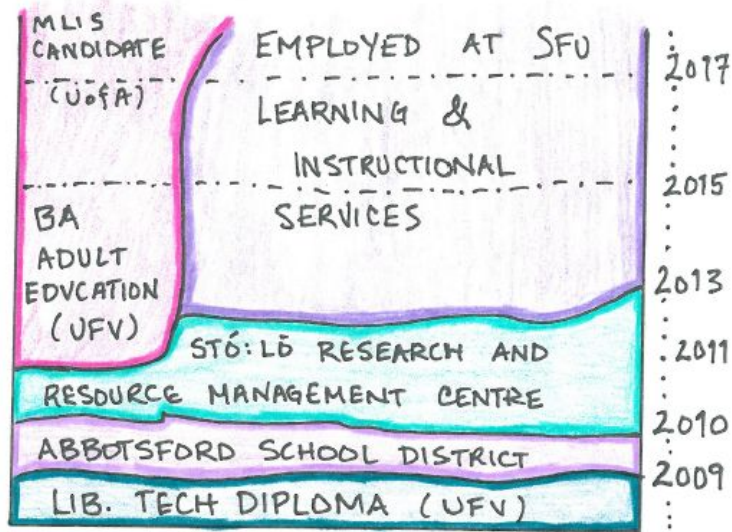 MLIS
CANDIDATE
(UofA)
EMPLOYED AT SFU
LEARNING &
INSTRUCTIONAL
SERVICES
BA
ADULT
EDUCATION
(UFV)
STÓ:LŌ RESEARCH AND
RESOURCE MANAGEMENT CENTRE
ABBOTSFORD SCHOOL DISTRICT
LIB. TECH DIPLOMA (UFV)
2017
2015
2013
2011
2010
2009